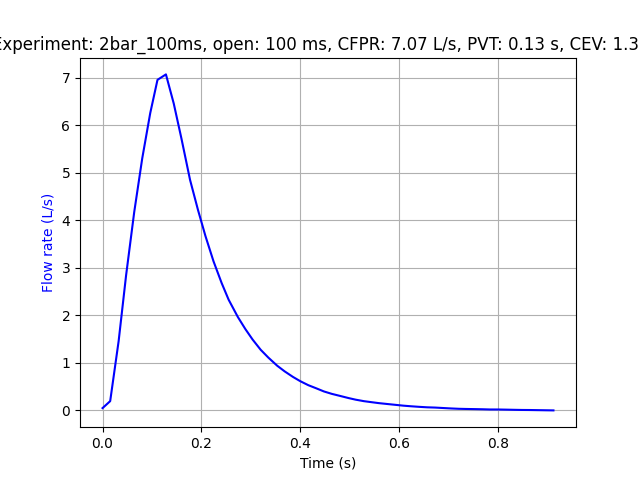 Experiment: 2bar_100ms, open: 100 ms, CFPR: 7.07 L/s, PVT: 0.13 s, CEV: 1.3
7
6
5
4
3
2
1
0
Flow rate (L/s)
0.0 0.2 0.4 0.6 0.8
Time (s)